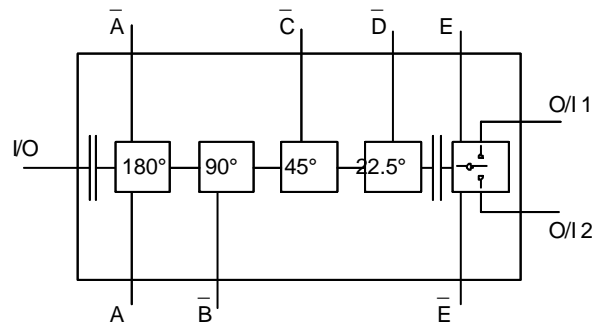 A̅ C̅ D̅ E
O/I 1
I/O
180° 90° 45° 22.5°
O/I 2
A B̅ E̅